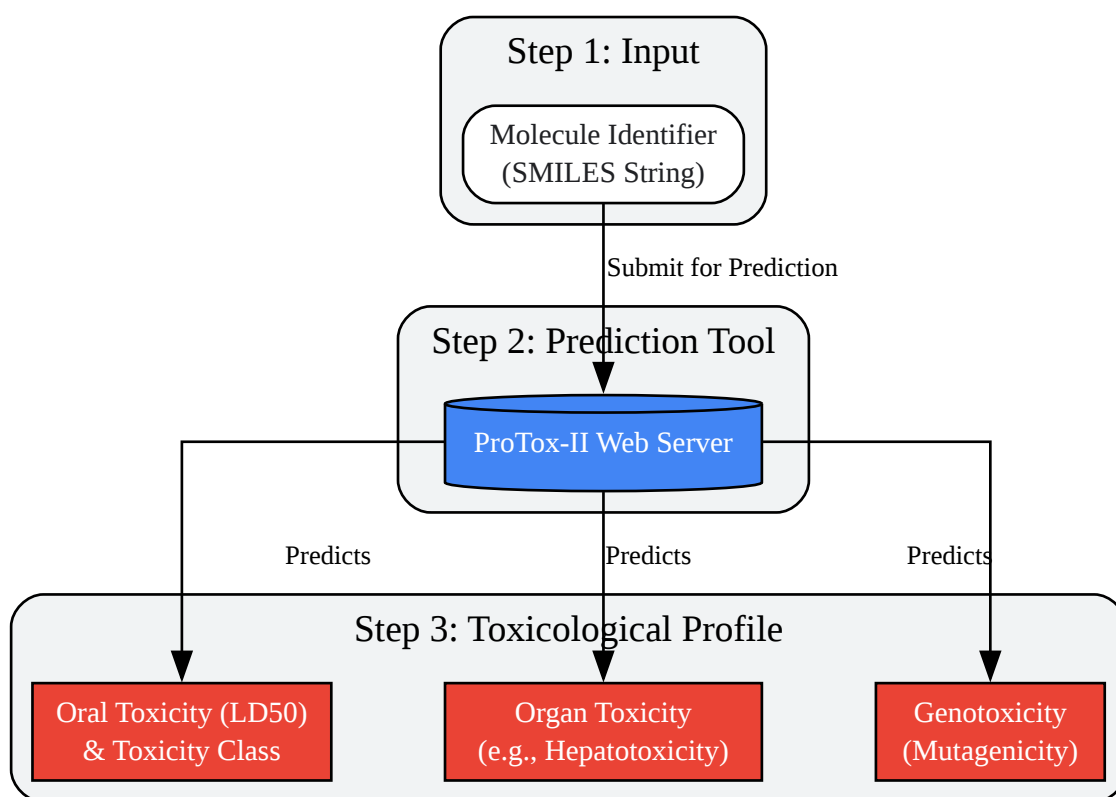 Step 1: Input
Molecule Identifier
(SMILES String)
Submit for Prediction
Step 2: Prediction Tool
ProTox-II Web Server
Predicts
Predicts
Predicts
Step 3: Toxicological Profile
Oral Toxicity (LD50)
& Toxicity Class
Organ Toxicity
(e.g., Hepatotoxicity)
Genotoxicity
(Mutagenicity)